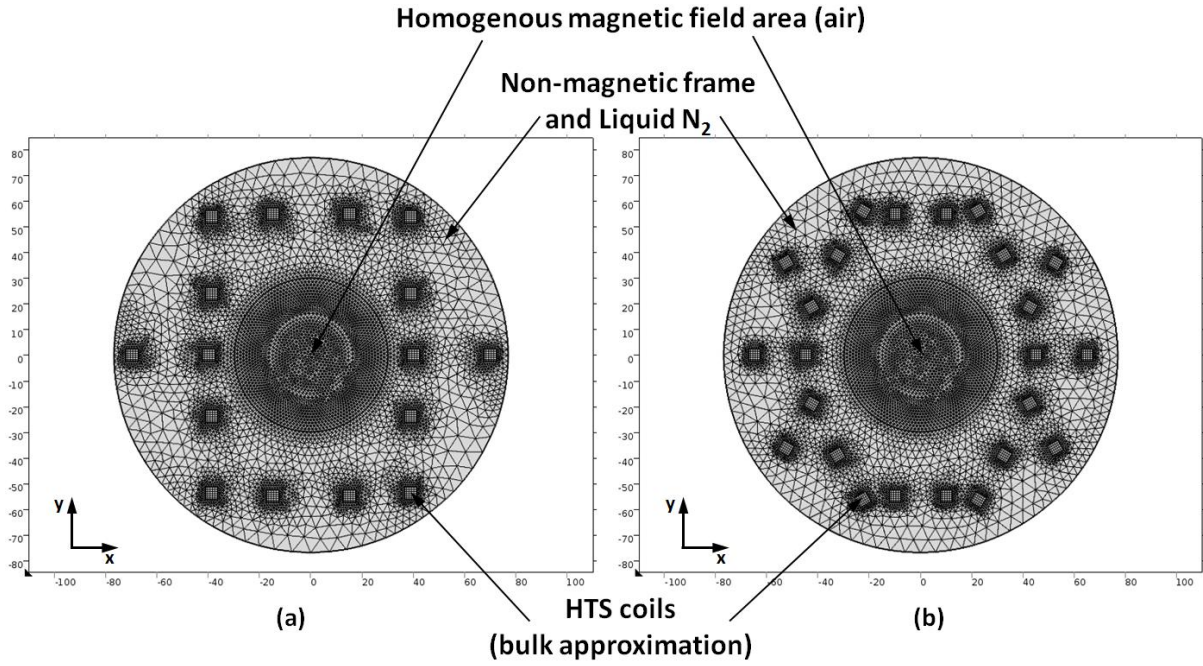 Homogenous magnetic field area (air)
Non-magnetic frame
and Liquid N₂
80
70
60
50
40
30
20
10
0
-10
-20
-30
-40
-50
-60
-70
-80
y
x
-100 -80 -60 -40 -20 0 20 40 60 80 100
80
70
60
50
40
30
20
10
0
-10
-20
-30
-40
-50
-60
-70
-80
y
x
-100 -80 -60 -40 -20 0 20 40 60 80 100
(a)
HTS coils
(bulk approximation)
(b)